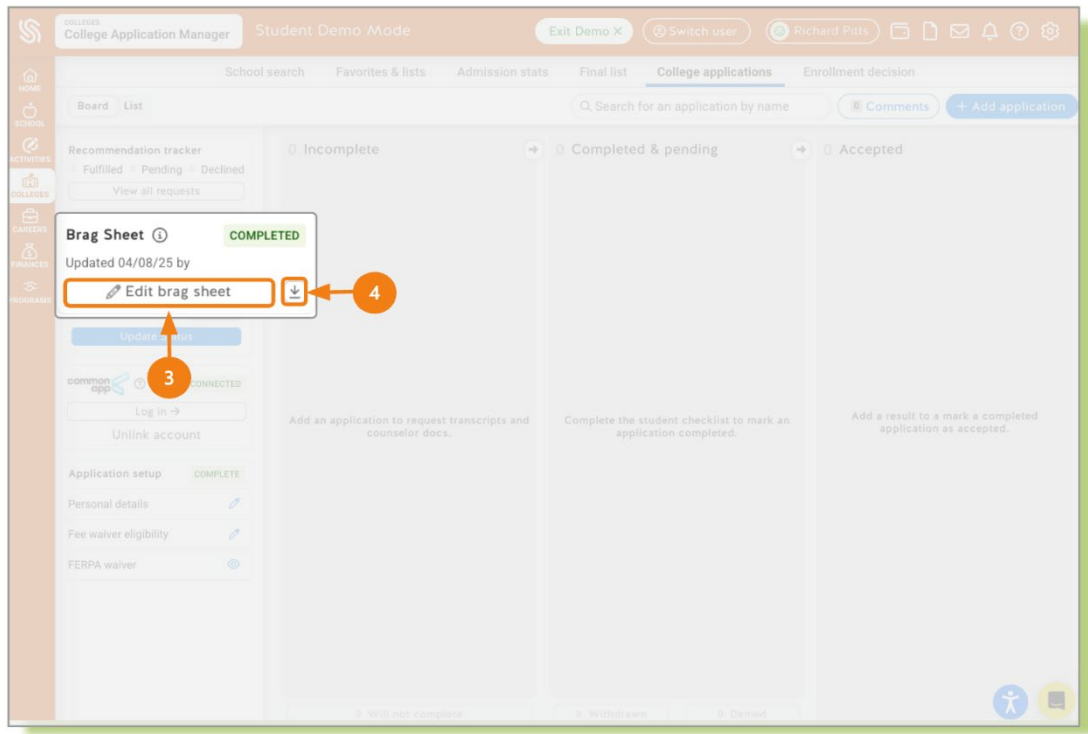 COLLEGES
College Application Manager
Student Demo Mode
Exit Demo ×
Switch user
Richard Pitts
School search Favorites & lists Admission stats Final list College applications Enrollment decision
HOME
SCHOOL
ACTIVITIES
COLLEGES
CAREERS
FINANCES
PROGRAMS
Board List
Search for an application by name
0 Comments
+ Add application
Recommendation tracker
Fulfilled Pending Declined
View all requests
Brag Sheet COMPLETED
Updated 04/08/25 by
Edit brag sheet
4
3
Update status
common app CONNECTED
Log in →
Unlink account
Application setup COMPLETE
Personal details
Fee waiver eligibility
FERPA waiver
0 Incomplete
Add an application to request transcripts and
counselor docs.
0 Will not complete
0 Completed & pending
Complete the student checklist to mark an
application completed.
0 Withdrawn 0 Denied
0 Accepted
Add a result to a mark a completed
application as accepted.